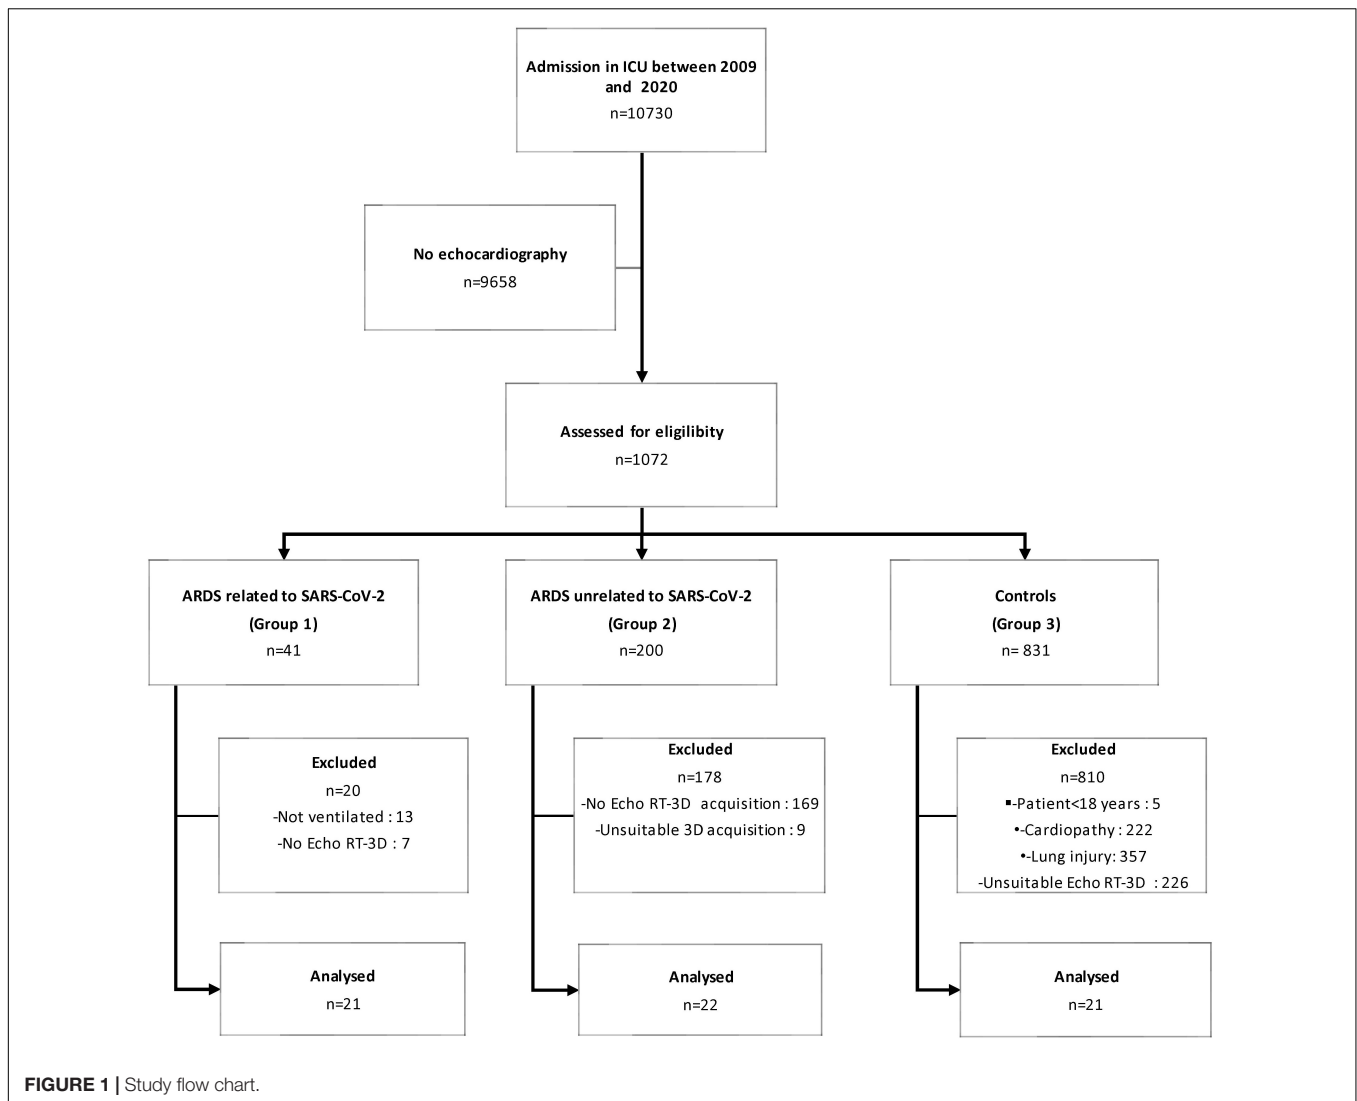 Admission in ICU between 2009
and 2020
n=10730
No echocardiography
n=9658
Assessed for eligilibity
n=1072
ARDS related to SARS-CoV-2
(Group 1)
n=41
ARDS unrelated to SARS-CoV-2
(Group 2)
n=200
Controls
(Group 3)
n= 831
Excluded
n=20
-Not ventilated : 13
-No Echo RT-3D : 7
Excluded
n=178
-No Echo RT-3D acquisition : 169
-Unsuitable 3D acquisition : 9
Excluded
n=810
▪-Patient<18 years : 5
•-Cardiopathy : 222
•-Lung injury: 357
-Unsuitable Echo RT-3D : 226
Analysed
n=21
Analysed
n=22
Analysed
n=21
FIGURE 1 | Study flow chart.